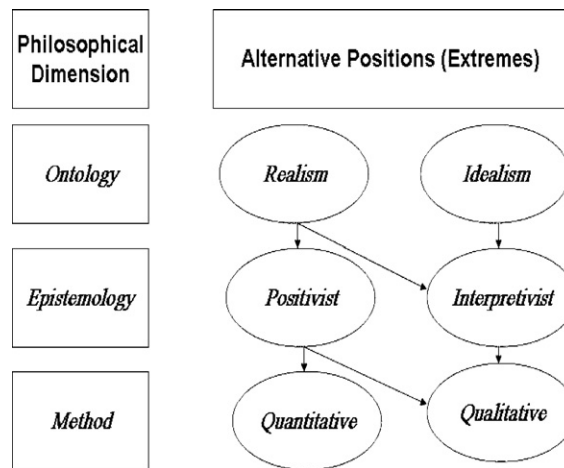 Philosophical
Dimension
Alternative Positions (Extremes)
Ontology
Realism
Idealism
Epistemology
Positivist
Interpretivist
Method
Quantitative
Qualitative